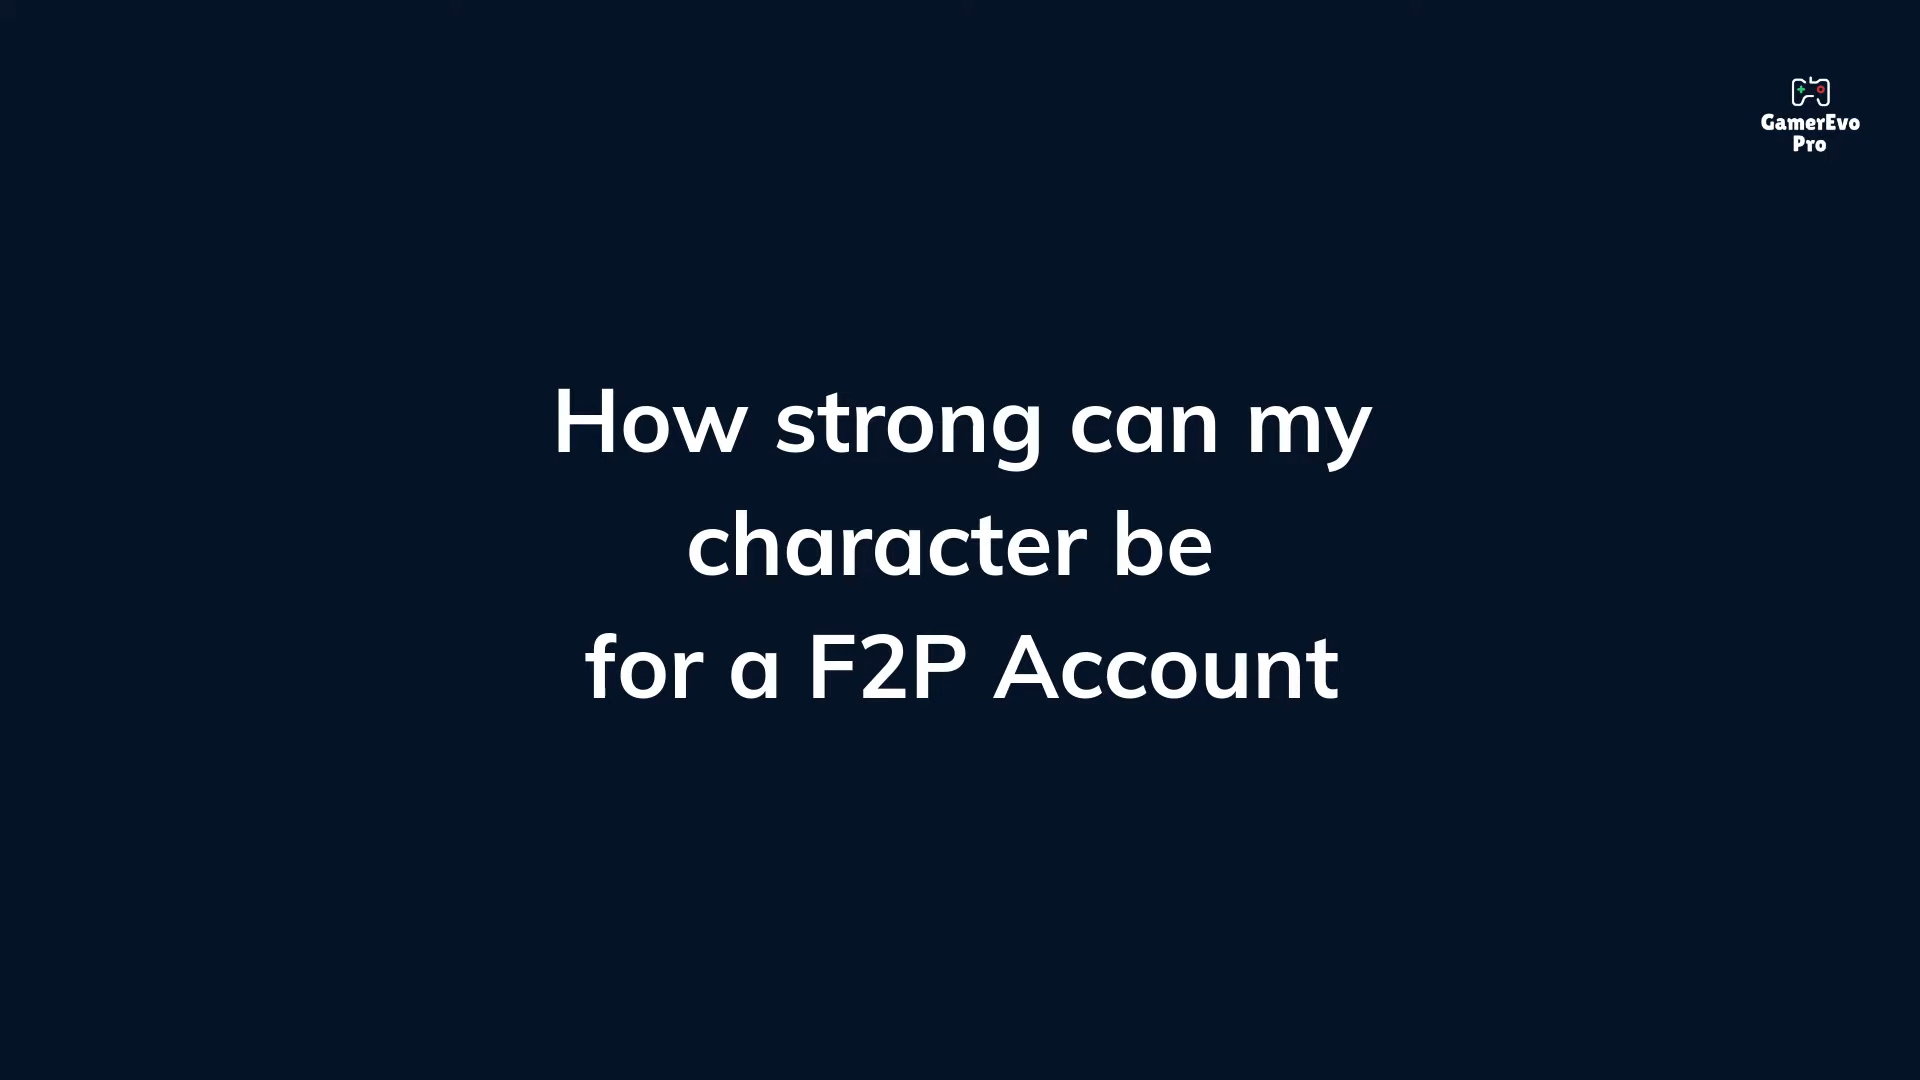 GamerEvo
Pro
How strong can my
character be
for a F2P Account